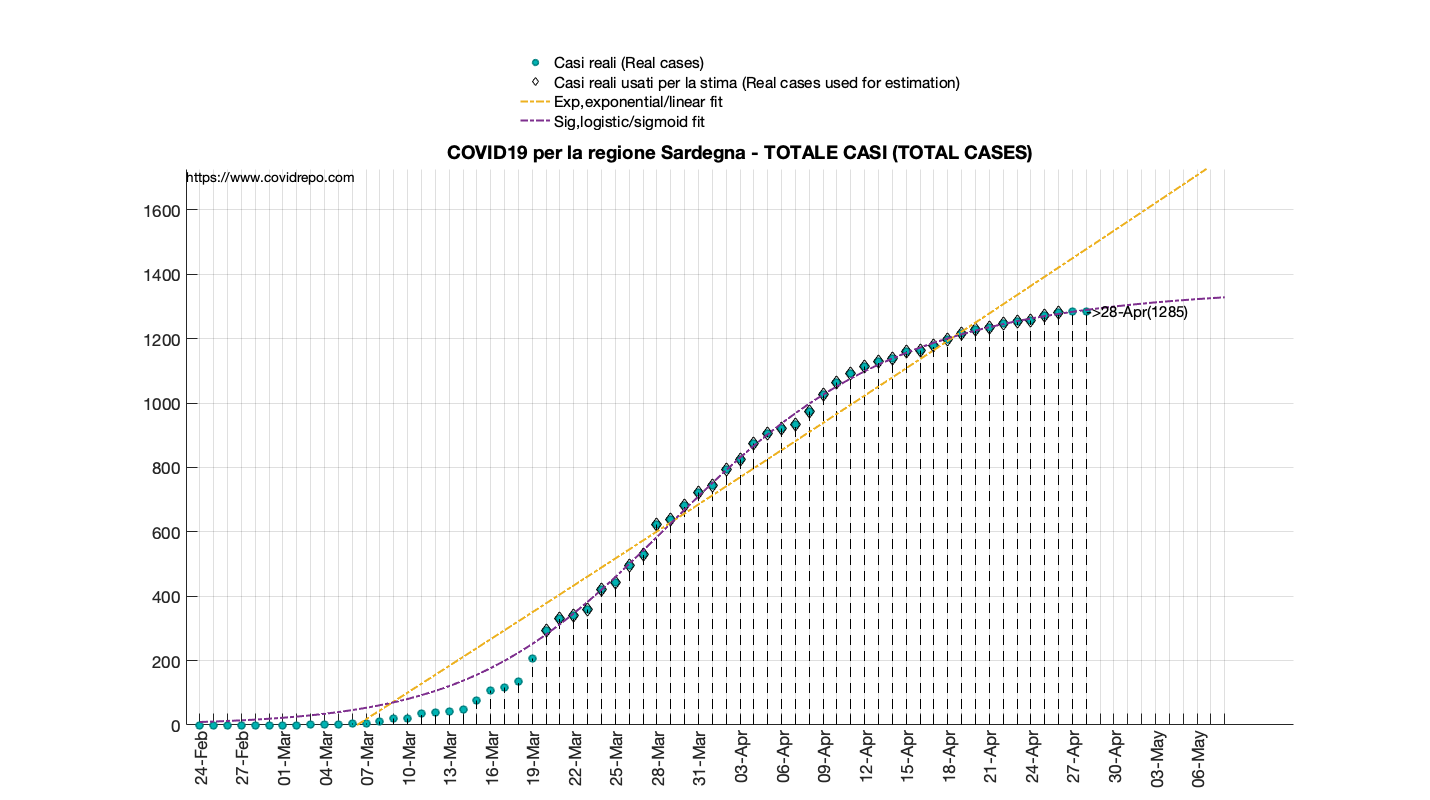 Casi reali (Real cases)
Casi reali usati per la stima (Real cases used for estimation)
Exp,exponential/linear fit
Sig,logistic/sigmoid fit
COVID19 per la regione Sardegna - TOTALE CASI (TOTAL CASES)
https://www.covidrepo.com
1600
1400
->28-Apr(1285)
1200
1000
800
600
400
200
0
24-Feb
27-Feb
01-Mar
04-Mar
07-Mar
10-Mar
13-Mar
16-Mar
19-Mar
22-Mar
25-Mar
28-Mar
31-Mar
03-Apr
06-Apr
09-Apr
12-Apr
15-Apr
18-Apr
21-Apr
24-Apr
27-Apr
30-Apr
03-May
06-May